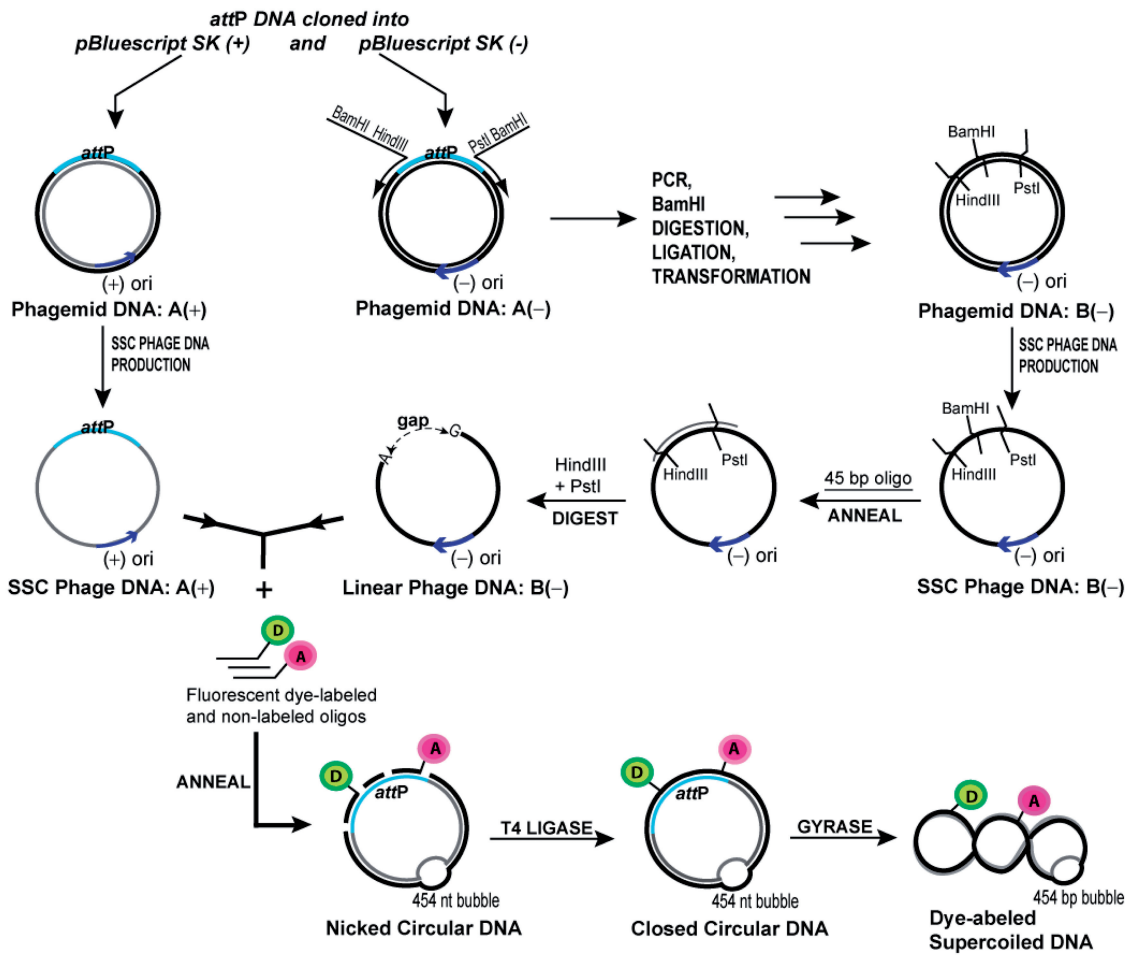 attP DNA cloned into
pBluescript SK (+) and pBluescript SK (-)
attP
(+) ori
Phagemid DNA: A(+)
BamHI HindIII
PstI BamHI
attP
(−) ori
Phagemid DNA: A(−)
PCR,
BamHI
DIGESTION,
LIGATION,
TRANSFORMATION
BamHI
HindIII
PstI
(−) ori
Phagemid DNA: B(−)
SSC PHAGE DNA
PRODUCTION
SSC PHAGE DNA
PRODUCTION
attP
(+) ori
SSC Phage DNA: A(+)
gap
A
G
(−) ori
Linear Phage DNA: B(−)
HindIII
+ PstI
DIGEST
HindIII
PstI
(−) ori
45 bp oligo
ANNEAL
BamHI
HindIII
PstI
(−) ori
SSC Phage DNA: B(−)
+
D
A
Fluorescent dye-labeled
and non-labeled oligos
ANNEAL
D
A
attP
454 nt bubble
Nicked Circular DNA
T4 LIGASE
D
A
attP
454 nt bubble
Closed Circular DNA
GYRASE
D
A
454 bp bubble
Dye-abeled
Supercoiled DNA